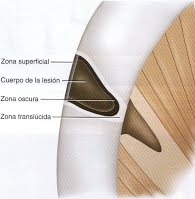 Zona superficial
Cuerpo de la lesión
Zona oscura
Zona translúcida